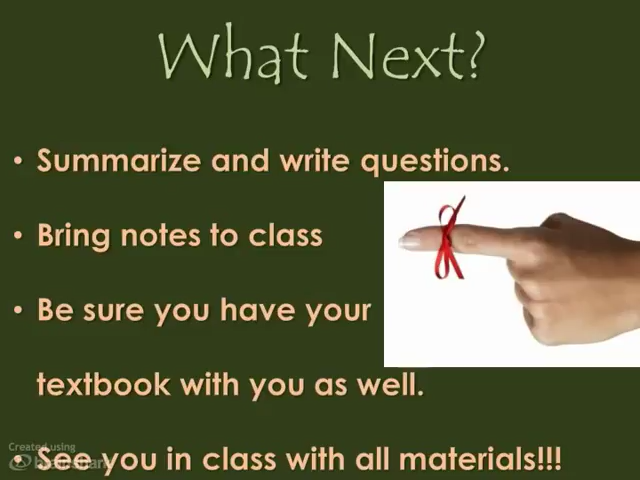 What Next?
• Summarize and write questions.
• Bring notes to class
• Be sure you have your
textbook with you as well.
Created using
• See you in class with all materials!!!